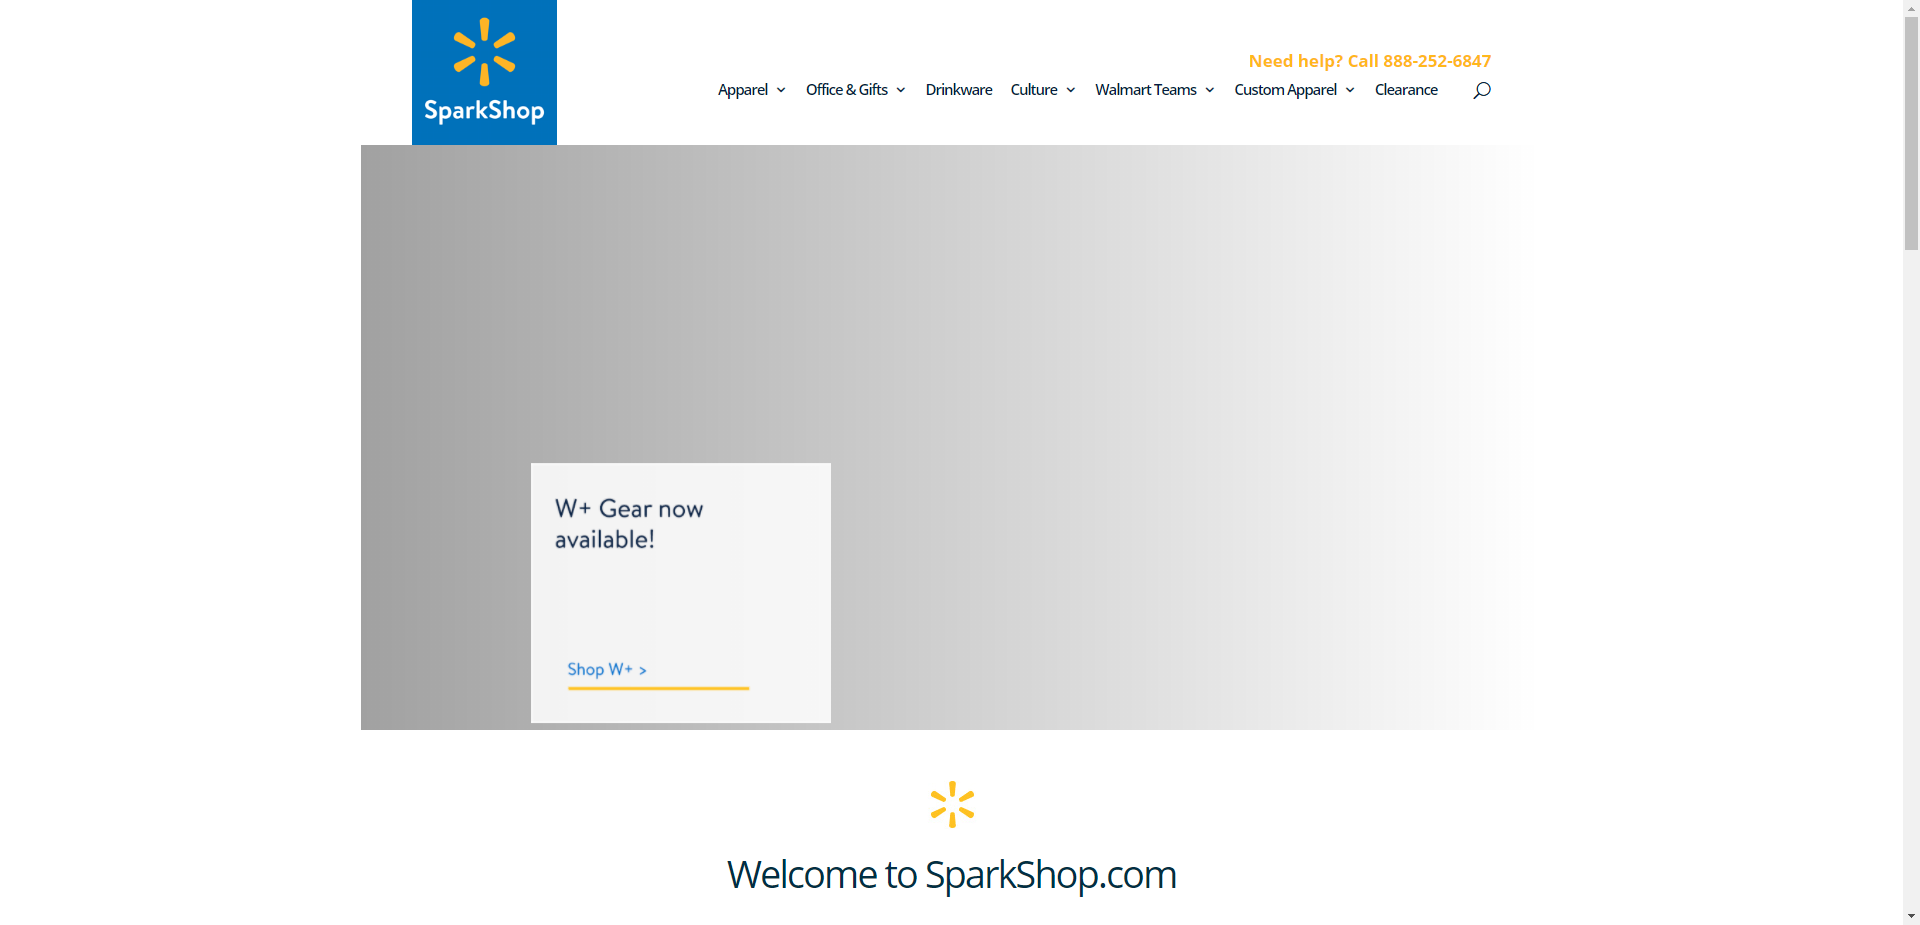 SparkShop
Need help? Call 888-252-6847
Apparel Office & Gifts Drinkware Culture Walmart Teams Custom Apparel Clearance
W+ Gear now
available!
Shop W+ >
Welcome to SparkShop.com